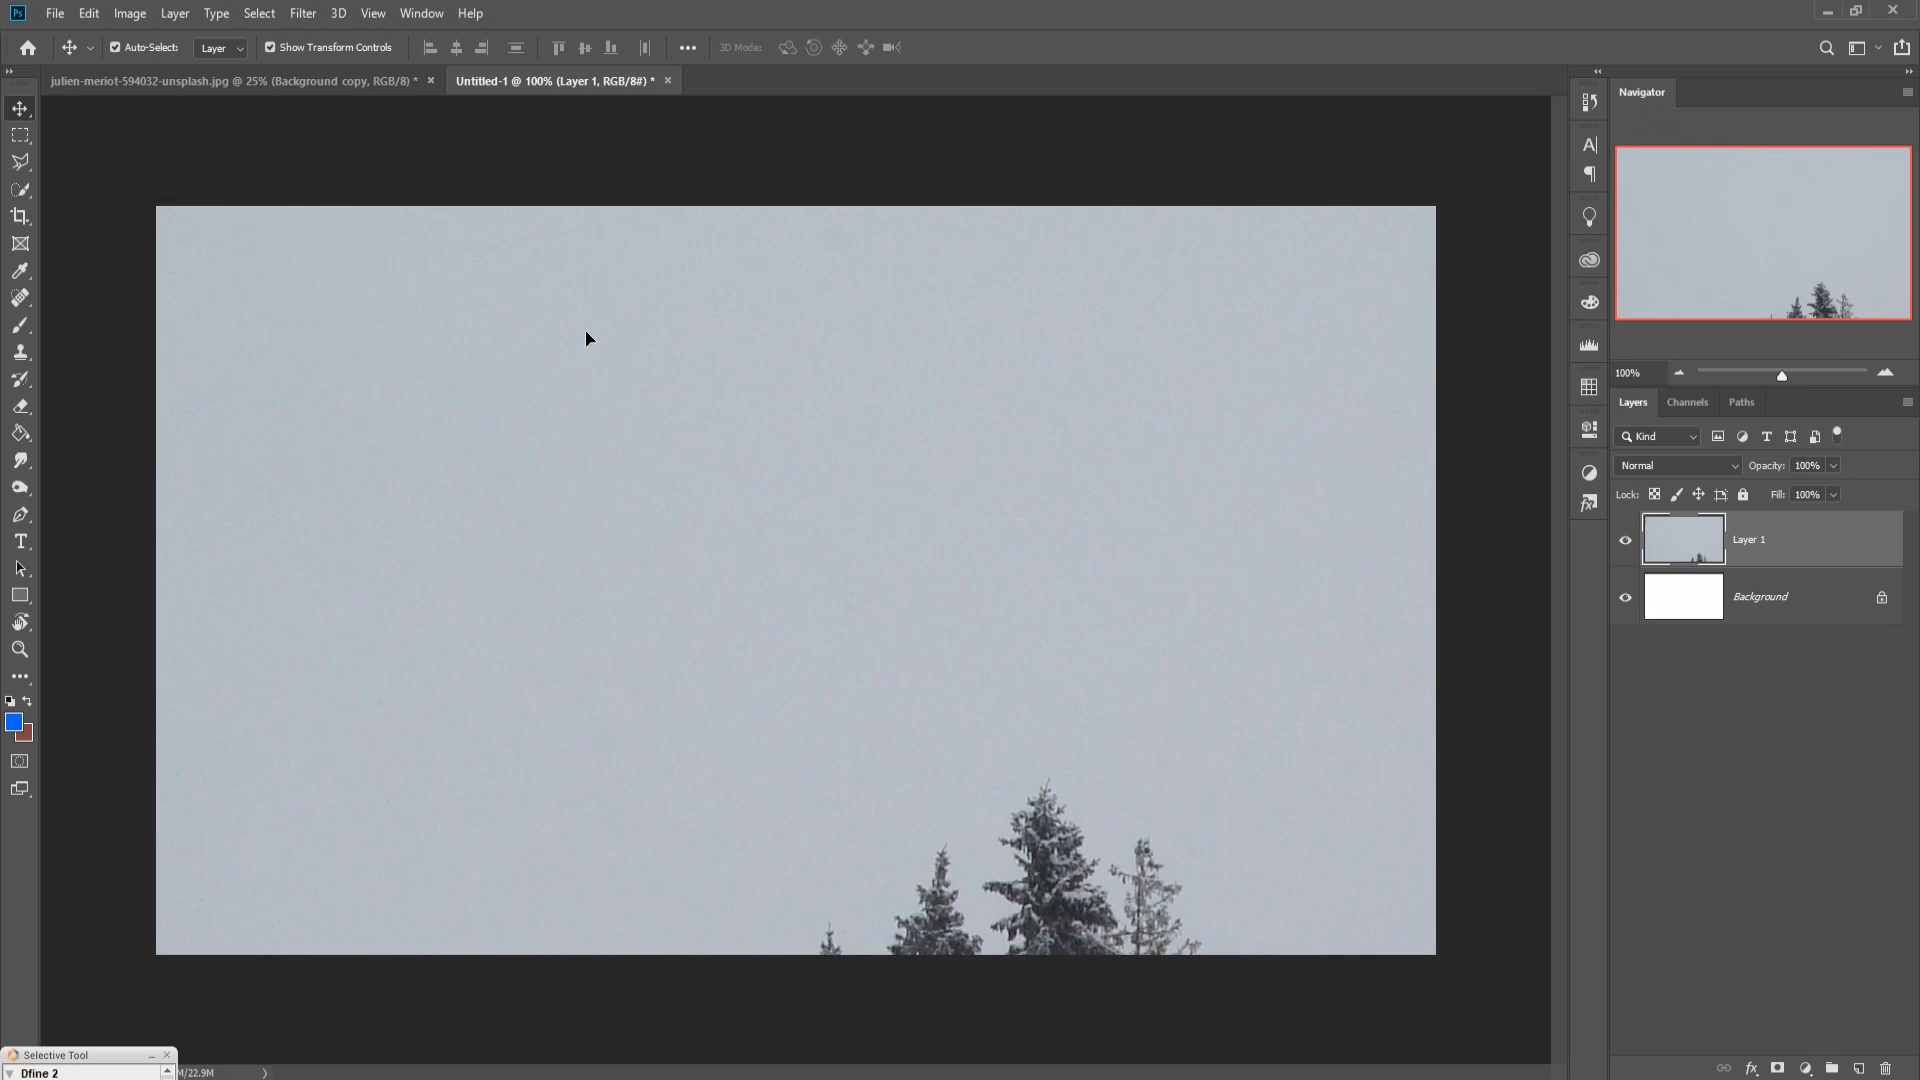 Ps File Edit Image Layer Type Select Filter 3D View Window Help
Auto-Select: Layer Show Transform Controls 3D Mode:
julien-meriot-594032-unsplash.jpg @ 25% (Background copy, RGB/8) * Untitled-1 @ 100% (Layer 1, RGB/8#) *
Navigator
100%
Layers Channels Paths
Kind
Normal Opacity: 100%
Lock: Fill: 100%
Layer 1
Background
Selective Tool
Dfine 2
M/22.9M